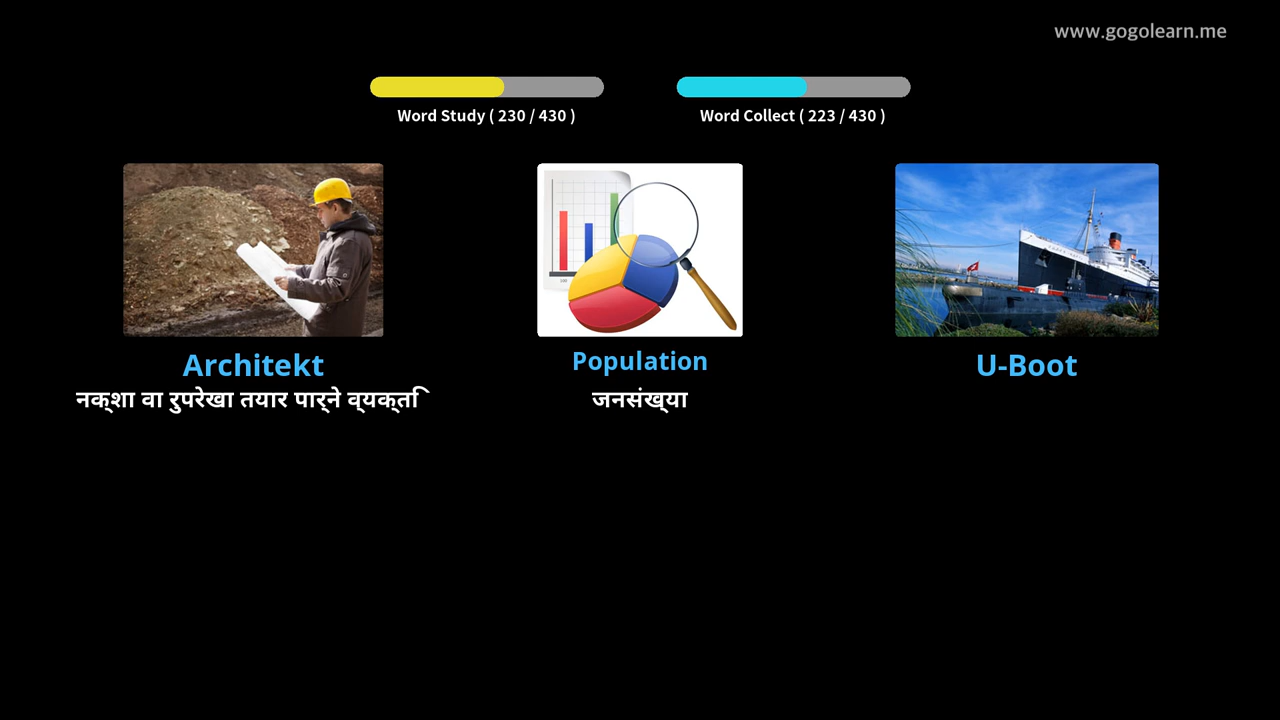 www.gogolearn.me
Word Study ( 230 / 430 )
Word Collect ( 223 / 430 )
Architekt
नक्शा वा रुपरेखा तयार पार्ने व्यक्ति
Population
जनसंख्या
U-Boot